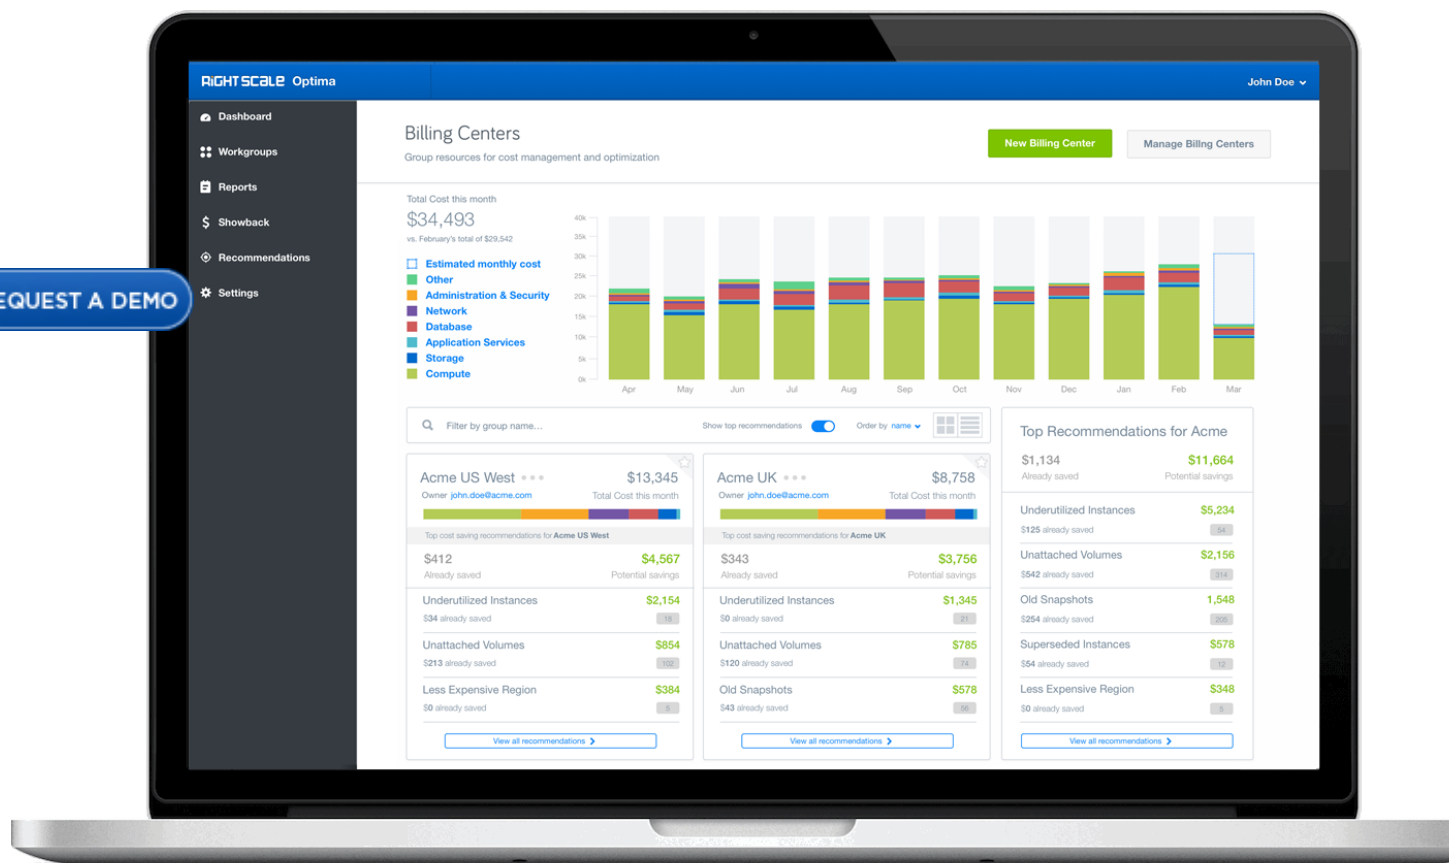 RIGHTSCALE Optima
John Doe
Dashboard
Workgroups
Reports
Showback
Recommendations
Settings
EQUEST A DEMO
Billing Centers
Group resources for cost management and optimization
New Billing Center
Manage Billng Centers
Total Cost this month
$34,493
vs. February's total of $29,542
Estimated monthly cost
Other
Administration & Security
Network
Database
Application Services
Storage
Compute
40k
35k
30k
25k
20k
15k
10k
5k
0k
Apr May Jun Jul Aug Sep Oct Nov Dec Jan Feb Mar
Filter by group name...
Show top recommendations
Order by name
Acme US West
$13,345
Owner john.doe@acme.com
Total Cost this month
Top cost saving recommendations for Acme US West
$412 $4,567
Already saved Potential savings
Underutilized Instances $2,154
$34 already saved 18
Unattached Volumes $854
$213 already saved 102
Less Expensive Region $384
$0 already saved 5
View all recommendations
Acme UK
$8,758
Owner john.doe@acme.com
Total Cost this month
Top cost saving recommendations for Acme UK
$343 $3,756
Already saved Potential savings
Underutilized Instances $1,345
$0 already saved 21
Unattached Volumes $785
$120 already saved 74
Old Snapshots $578
$43 already saved 56
View all recommendations
Top Recommendations for Acme
$1,134 $11,664
Already saved Potential savings
Underutilized Instances $5,234
$125 already saved 54
Unattached Volumes $2,156
$542 already saved 314
Old Snapshots 1,548
$254 already saved 205
Superseded Instances $578
$54 already saved 12
Less Expensive Region $348
$0 already saved 5
View all recommendations